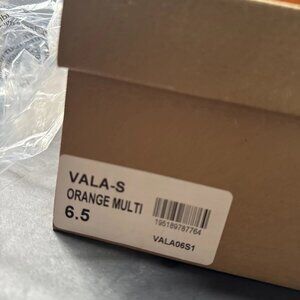 VALA-S
ORANGE MULTI
6.5
195189787764
VALA06S1